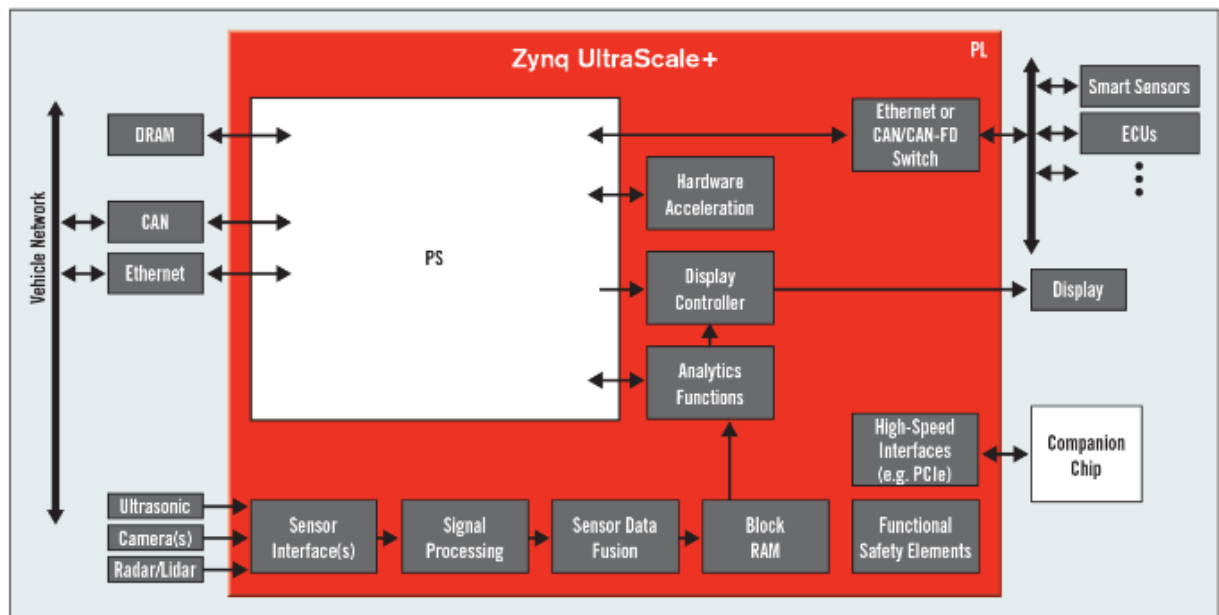 Zynq UltraScale+
PL
Vehicle Network
DRAM
CAN
Ethernet
PS
Ethernet or
CAN/CAN-FD
Switch
Hardware
Acceleration
Display
Controller
Analytics
Functions
Smart Sensors
ECUs
Display
High-Speed
Interfaces
(e.g. PCIe)
Companion
Chip
Ultrasonic
Camera(s)
Radar/Lidar
Sensor
Interface(s)
Signal
Processing
Sensor Data
Fusion
Block
RAM
Functional
Safety Elements